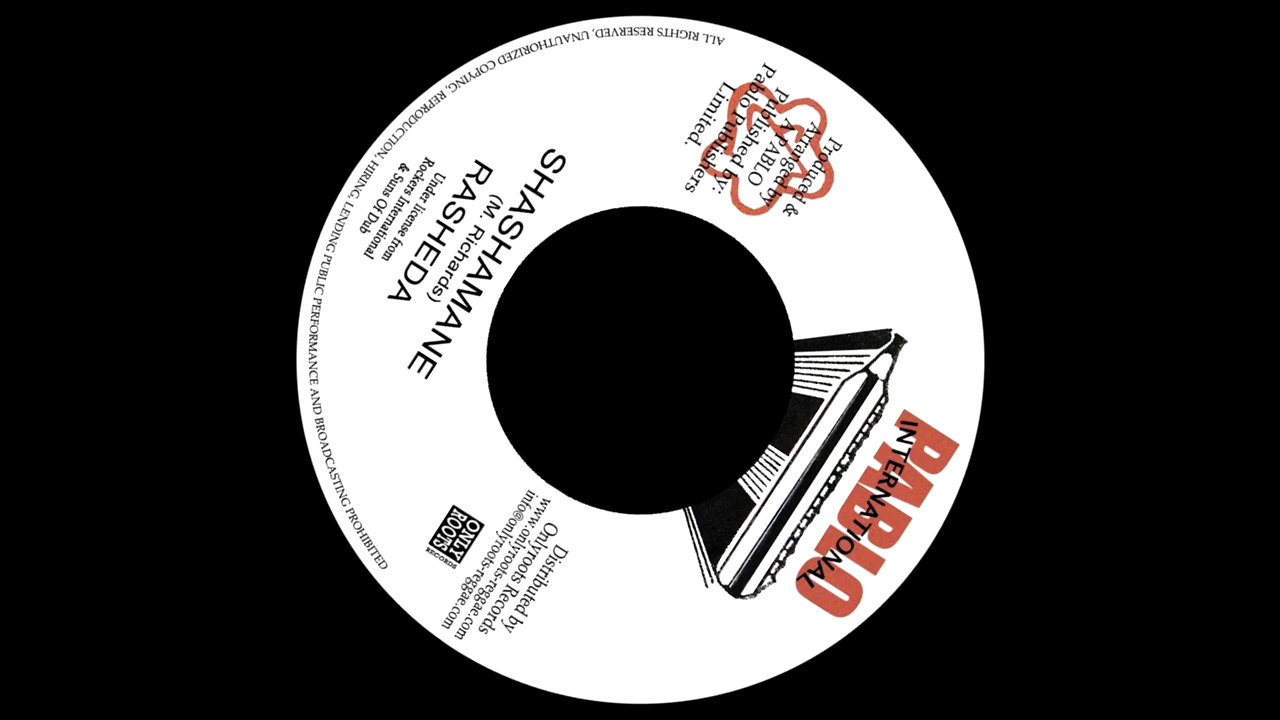 PABLO
INTERNATIONAL
Produced &
Arranged by
A PABLO
Published by:
Pablo Publishers
Limited.
Distributed by
Onlyroots Records
www.onlyroots-reggae.com
info@onlyroots-reggae.com
ONLY
ROOTS
RECORDS
SHASHAMANE
(M. Richards)
RASHEDA
Under license from
Rockers International
& Suns Of Dub
ALL RIGHTS RESERVED, UNAUTHORIZED COPYING, REPRODUCTION, HIRING, LENDING PUBLIC PERFORMANCE AND BROADCASTING PROHIBITED